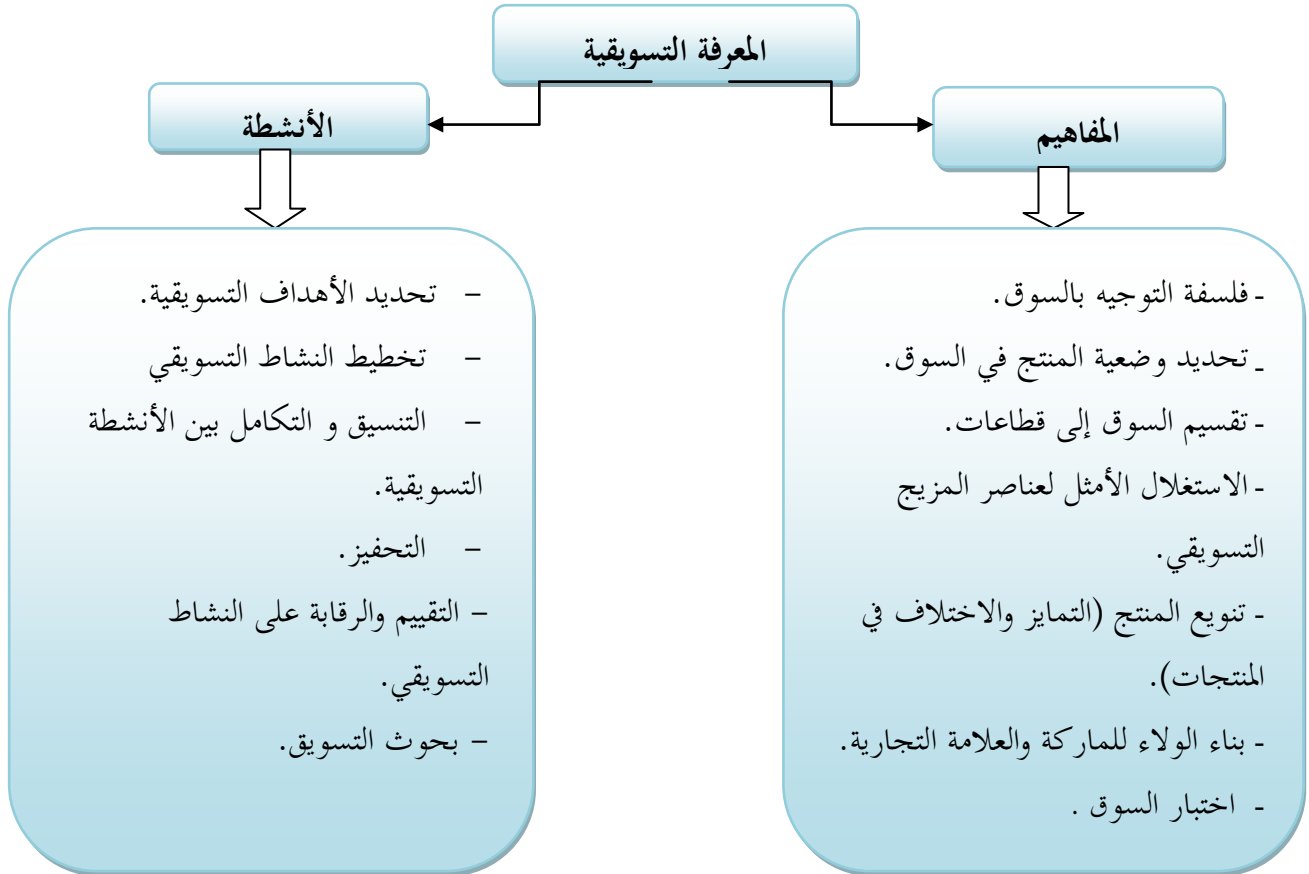 المعرفة التسويقية
المفاهيم
- فلسفة التوجيه بالسوق.
- تحديد وضعية المنتج في السوق.
- تقسيم السوق إلى قطاعات.
- الاستغلال الأمثل لعناصر المزيج
التسويقي.
- تنويع المنتج (التمايز والاختلاف في
المنتجات).
- بناء الولاء للماركة والعلامة التجارية.
- اختبار السوق .
الأنشطة
– تحديد الأهداف التسويقية.
– تخطيط النشاط التسويقي
– التنسيق و التكامل بين الأنشطة
التسويقية.
– التحفيز.
– التقييم والرقابة على النشاط
التسويقي.
– بحوث التسويق.